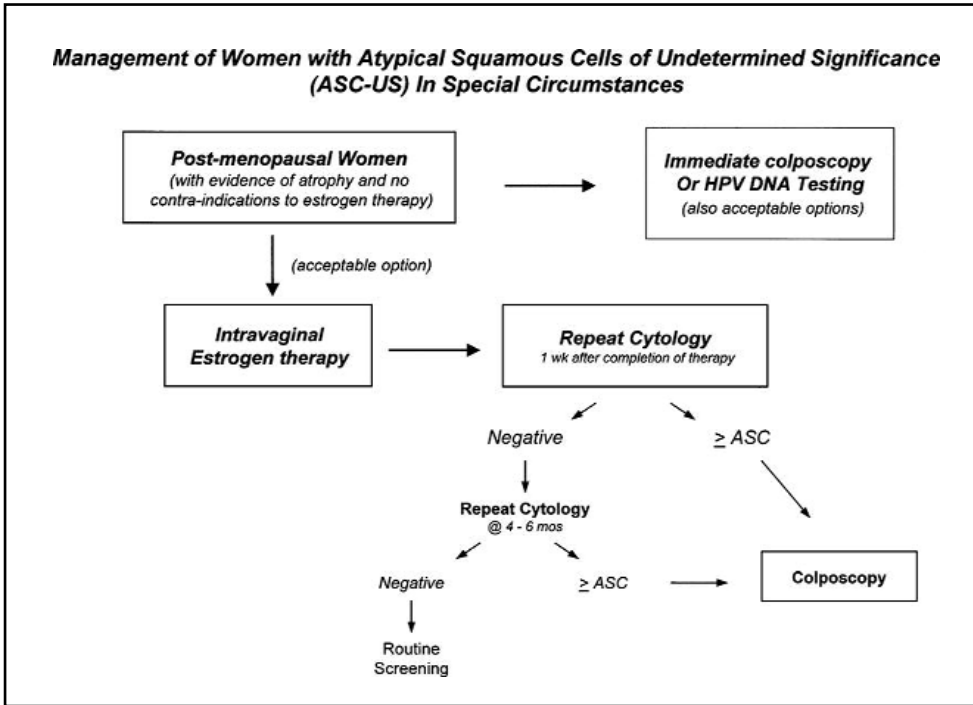 Management of Women with Atypical Squamous Cells of Undetermined Significance
(ASC-US) In Special Circumstances
Post-menopausal Women
(with evidence of atrophy and no
contra-indications to estrogen therapy)
Immediate colposcopy
Or HPV DNA Testing
(also acceptable options)
(acceptable option)
Intravaginal
Estrogen therapy
Repeat Cytology
1 wk after completion of therapy
Negative
≥ ASC
Repeat Cytology
@ 4 - 6 mos
Negative
≥ ASC
Colposcopy
Routine
Screening